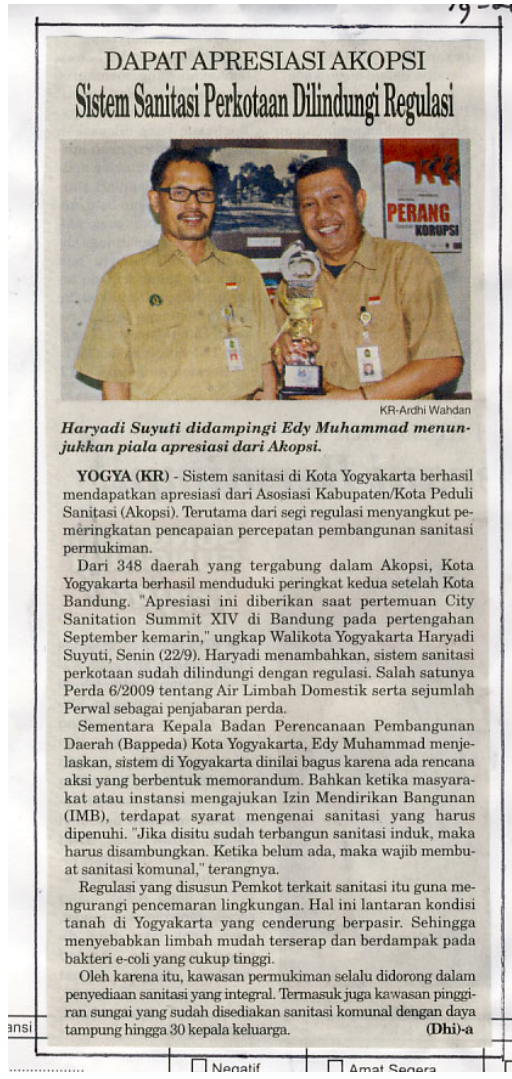 DAPAT APRESIASI AKOPSI
Sistem Sanitasi Perkotaan Dilindungi Regulasi
PERANG
KORUPSI
KR-Ardhi Wahdan
Haryadi Suyuti didampingi Edy Muhammad menun-
jukkan piala apresiasi dari Akopsi.
YOGYA (KR) - Sistem sanitasi di Kota Yogyakarta berhasil
mendapatkan apresiasi dari Asosiasi Kabupaten/Kota Peduli
Sanitasi (Akopsi). Terutama dari segi regulasi menyangkut pe-
meringkatan pencapaian percepatan pembangunan sanitasi
permukiman.
Dari 348 daerah yang tergabung dalam Akopsi, Kota
Yogyakarta berhasil menduduki peringkat kedua setelah Kota
Bandung. "Apresiasi ini diberikan saat pertemuan City
Sanitation Summit XIV di Bandung pada pertengahan
September kemarin," ungkap Walikota Yogyakarta Haryadi
Suyuti, Senin (22/9). Haryadi menambahkan, sistem sanitasi
perkotaan sudah dilindungi dengan regulasi. Salah satunya
Perda 6/2009 tentang Air Limbah Domestik serta sejumlah
Perwal sebagai penjabaran perda.
Sementara Kepala Badan Perencanaan Pembangunan
Daerah (Bappeda) Kota Yogyakarta, Edy Muhammad menje-
laskan, sistem di Yogyakarta dinilai bagus karena ada rencana
aksi yang berbentuk memorandum. Bahkan ketika masyara-
kat atau instansi mengajukan Izin Mendirikan Bangunan
(IMB), terdapat syarat mengenai sanitasi yang harus
dipenuhi. "Jika disitu sudah terbangun sanitasi induk, maka
harus disambungkan. Ketika belum ada, maka wajib membu-
at sanitasi komunal," terangnya.
Regulasi yang disusun Pemkot terkait sanitasi itu guna me-
ngurangi pencemaran lingkungan. Hal ini lantaran kondisi
tanah di Yogyakarta yang cenderung berpasir. Sehingga
menyebabkan limbah mudah terserap dan berdampak pada
bakteri e-coli yang cukup tinggi.
Oleh karena itu, kawasan permukiman selalu didorong dalam
penyediaan sanitasi yang integral. Termasuk juga kawasan pinggi-
ran sungai yang sudah disediakan sanitasi komunal dengan daya
tampung hingga 30 kepala keluarga. (Dhi)-a
ansi
Negatif
Amat Segera